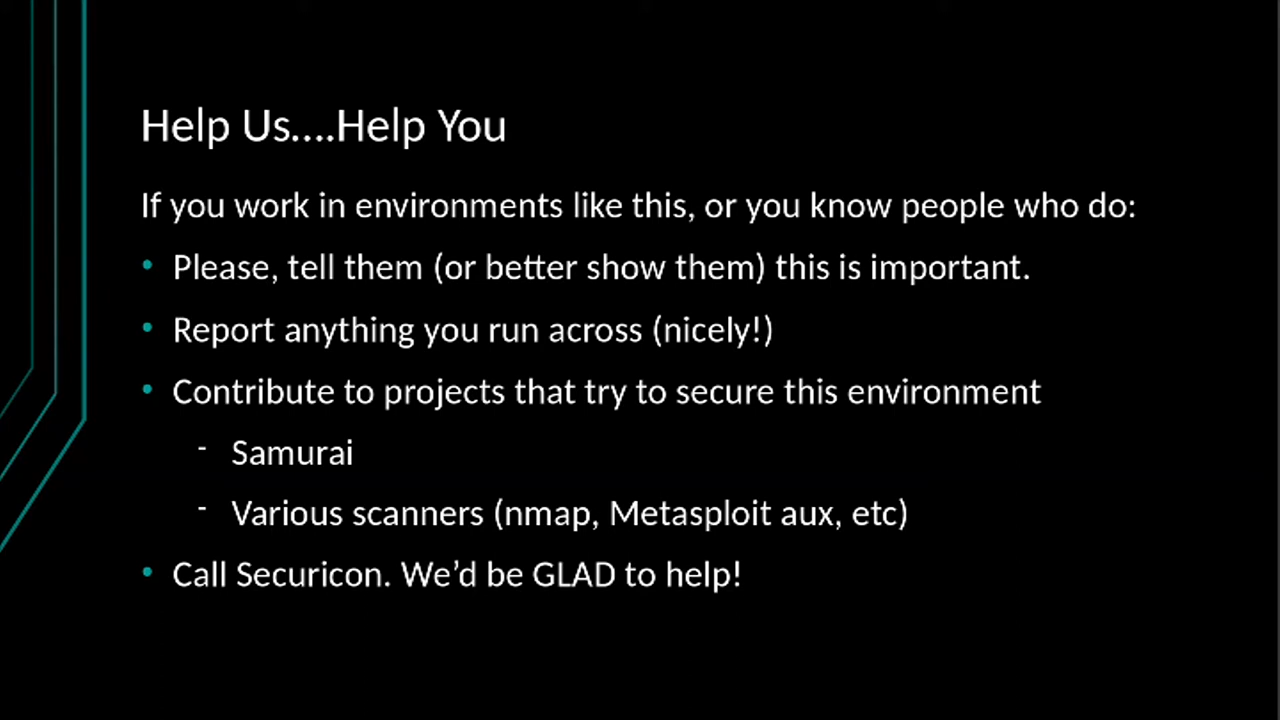 Help Us....Help You
If you work in environments like this, or you know people who do:
• Please, tell them (or better show them) this is important.
• Report anything you run across (nicely!)
• Contribute to projects that try to secure this environment
- Samurai
- Various scanners (nmap, Metasploit aux, etc)
• Call Securicon. We’d be GLAD to help!